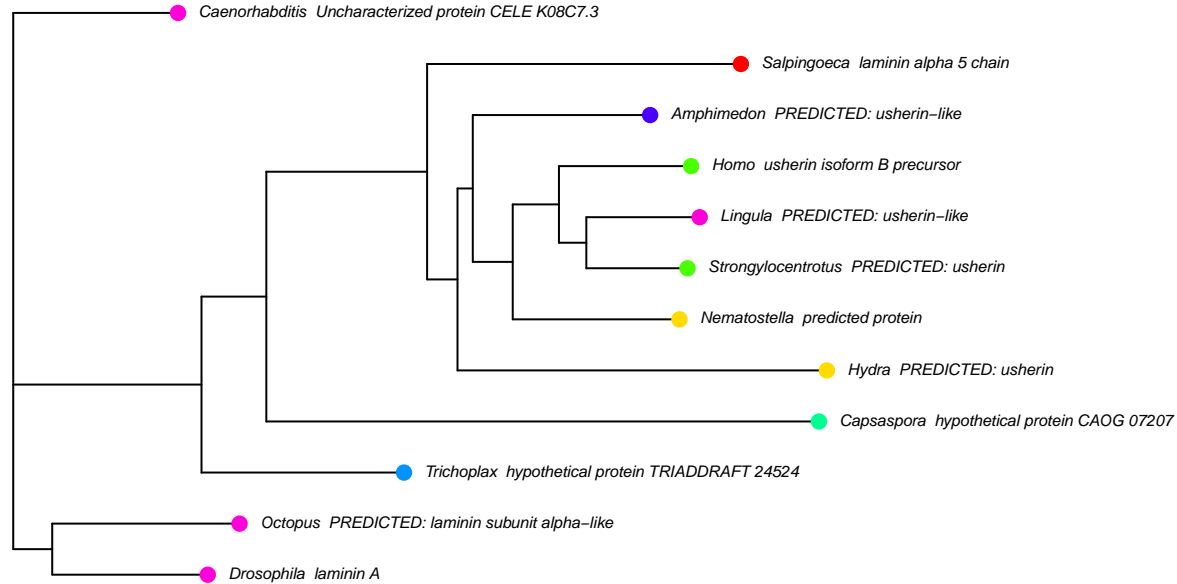 Caenorhabditis Uncharacterized protein CELE K08C7.3
Salpingoeca laminin alpha 5 chain
Amphimedon PREDICTED: usherin−like
Homo usherin isoform B precursor
Lingula PREDICTED: usherin−like
Strongylocentrotus PREDICTED: usherin
Nematostella predicted protein
Hydra PREDICTED: usherin
Capsaspora hypothetical protein CAOG 07207
Trichoplax hypothetical protein TRIADDRAFT 24524
Octopus PREDICTED: laminin subunit alpha−like
Drosophila laminin A